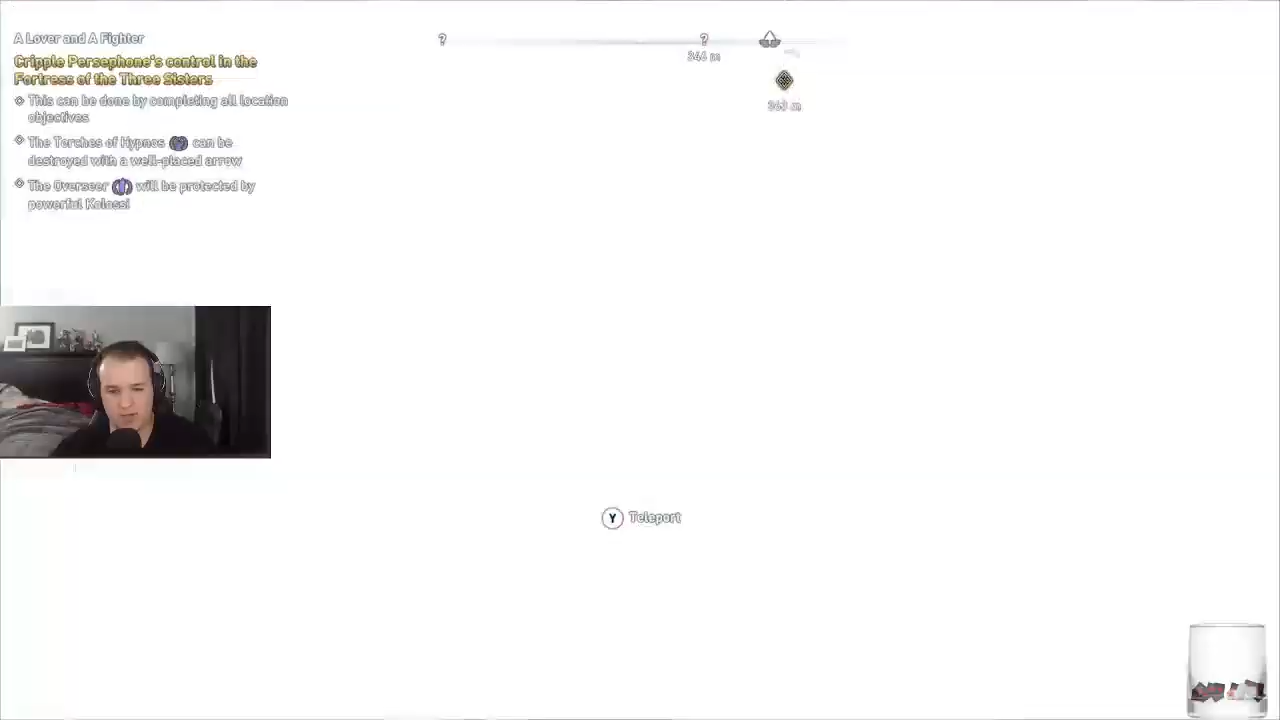 A Lover and A Fighter
Cripple Persephone's control in the
Fortress of the Three Sisters
This can be done by completing all location
objectives
The Torches of Hypnos can be
destroyed with a well-placed arrow
The Overseer will be protected by
powerful Kolossi
?
?
346 m
363 m
Y Teleport